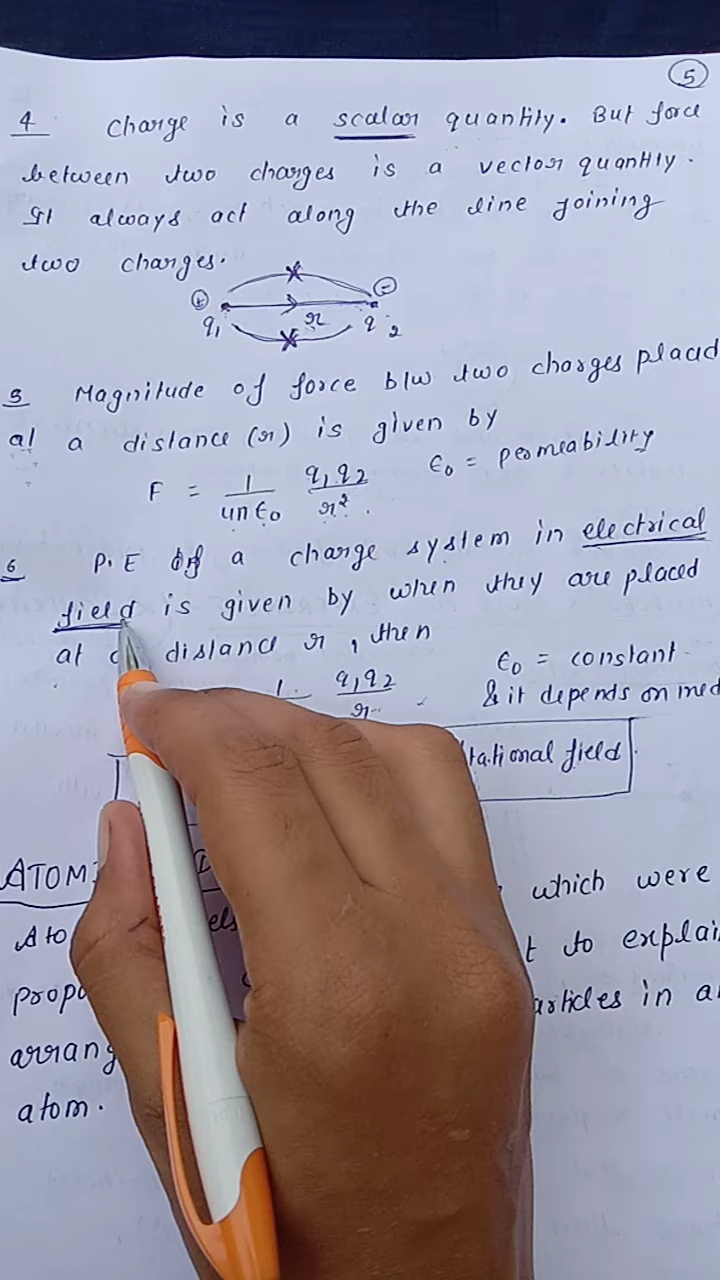 5
4 Charge is a scalar quantity. But force
between two charges is a vector quantity.
It always act along the line joining
two charges.
+ -
q1 r q2
5 Magnitude of force b/w two charges placed
at a distance (r) is given by
F = 1/4πε0 q1q2/r² . ε0 = permeability
6 P.E of a charge system in electrical
field is given by when they are placed
at distance r, then
1 q1q2/r ε0 = constant
& it depends on med
field
ATOM
which were
Ato els t to explai
prop articles in a
arrang
atom.